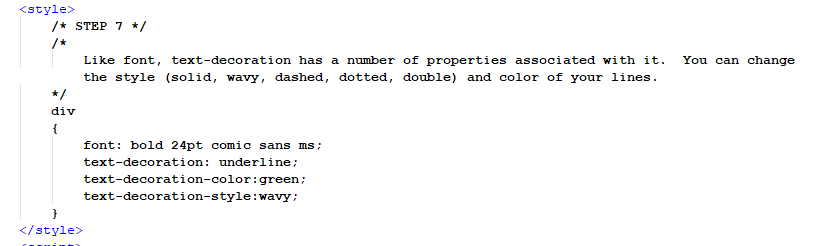 <style>
/* STEP 7 */
/*
Like font, text-decoration has a number of properties associated with it.  You can change
the style (solid, wavy, dashed, dotted, double) and color of your lines.
*/
div
{
font: bold 24pt comic sans ms;
text-decoration: underline;
text-decoration-color:green;
text-decoration-style:wavy;
}
</style>